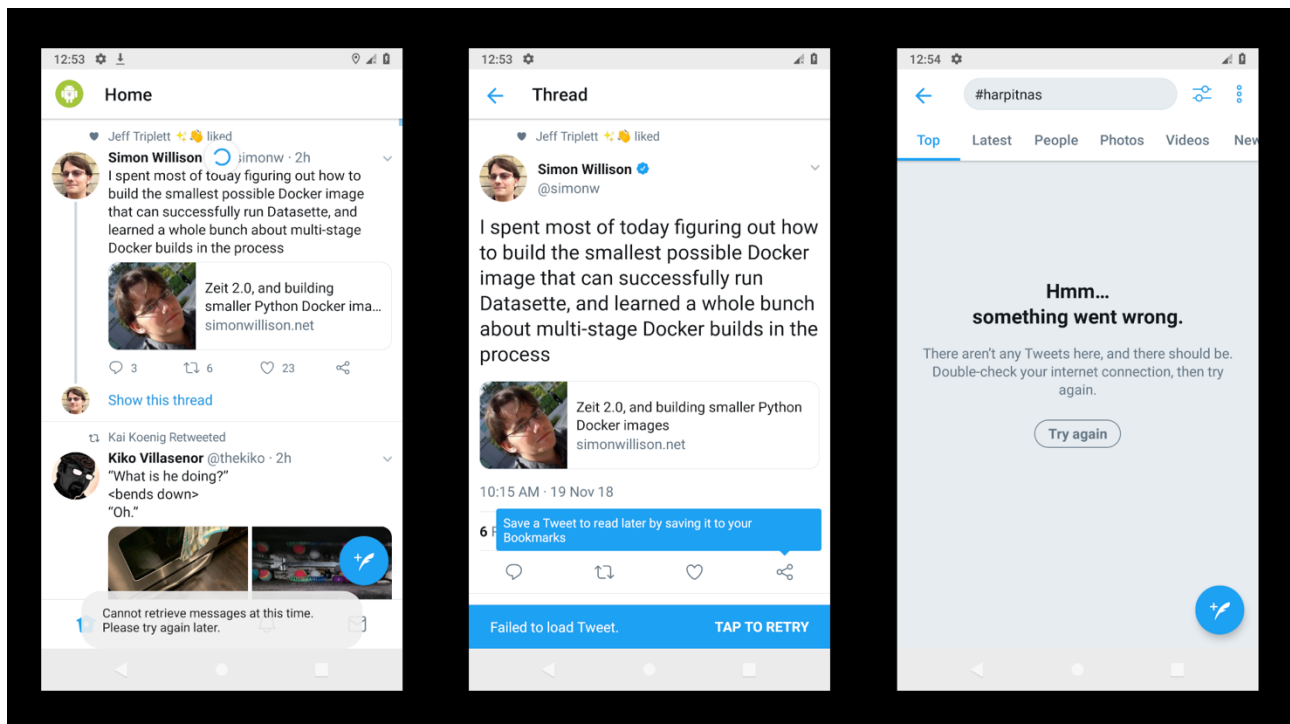 12:53
Home
Jeff Triplett ✨👋 liked
Simon Willison simonw · 2h
I spent most of today figuring out how to
build the smallest possible Docker image
that can successfully run Datasette, and
learned a whole bunch about multi-stage
Docker builds in the process
Zeit 2.0, and building
smaller Python Docker ima...
simonwillison.net
3 6 23
Show this thread
Kai Koenig Retweeted
Kiko Villasenor @thekiko · 2h
“What is he doing?”
<bends down>
“Oh.”
Cannot retrieve messages at this time.
Please try again later.
12:53
Thread
Jeff Triplett ✨👋 liked
Simon Willison
@simonw
I spent most of today figuring out how
to build the smallest possible Docker
image that can successfully run
Datasette, and learned a whole bunch
about multi-stage Docker builds in the
process
Zeit 2.0, and building smaller Python
Docker images
simonwillison.net
10:15 AM · 19 Nov 18
6
Save a Tweet to read later by saving it to your
Bookmarks
Failed to load Tweet. TAP TO RETRY
12:54
#harpitnas
Top Latest People Photos Videos New
Hmm...
something went wrong.
There aren't any Tweets here, and there should be.
Double-check your internet connection, then try
again.
Try again